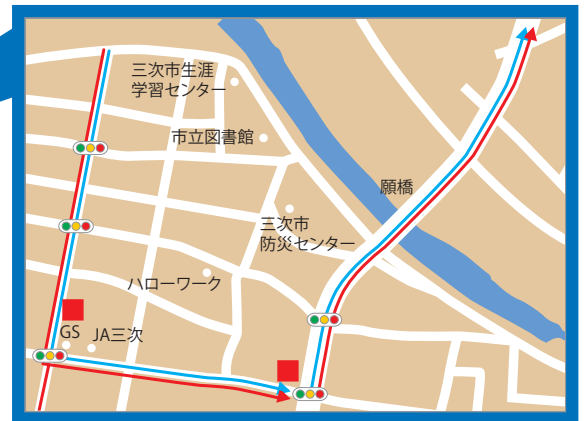 三次市生涯
学習センター
市立図書館
願橋
三次市
防災センター
ハローワーク
GS
JA三次